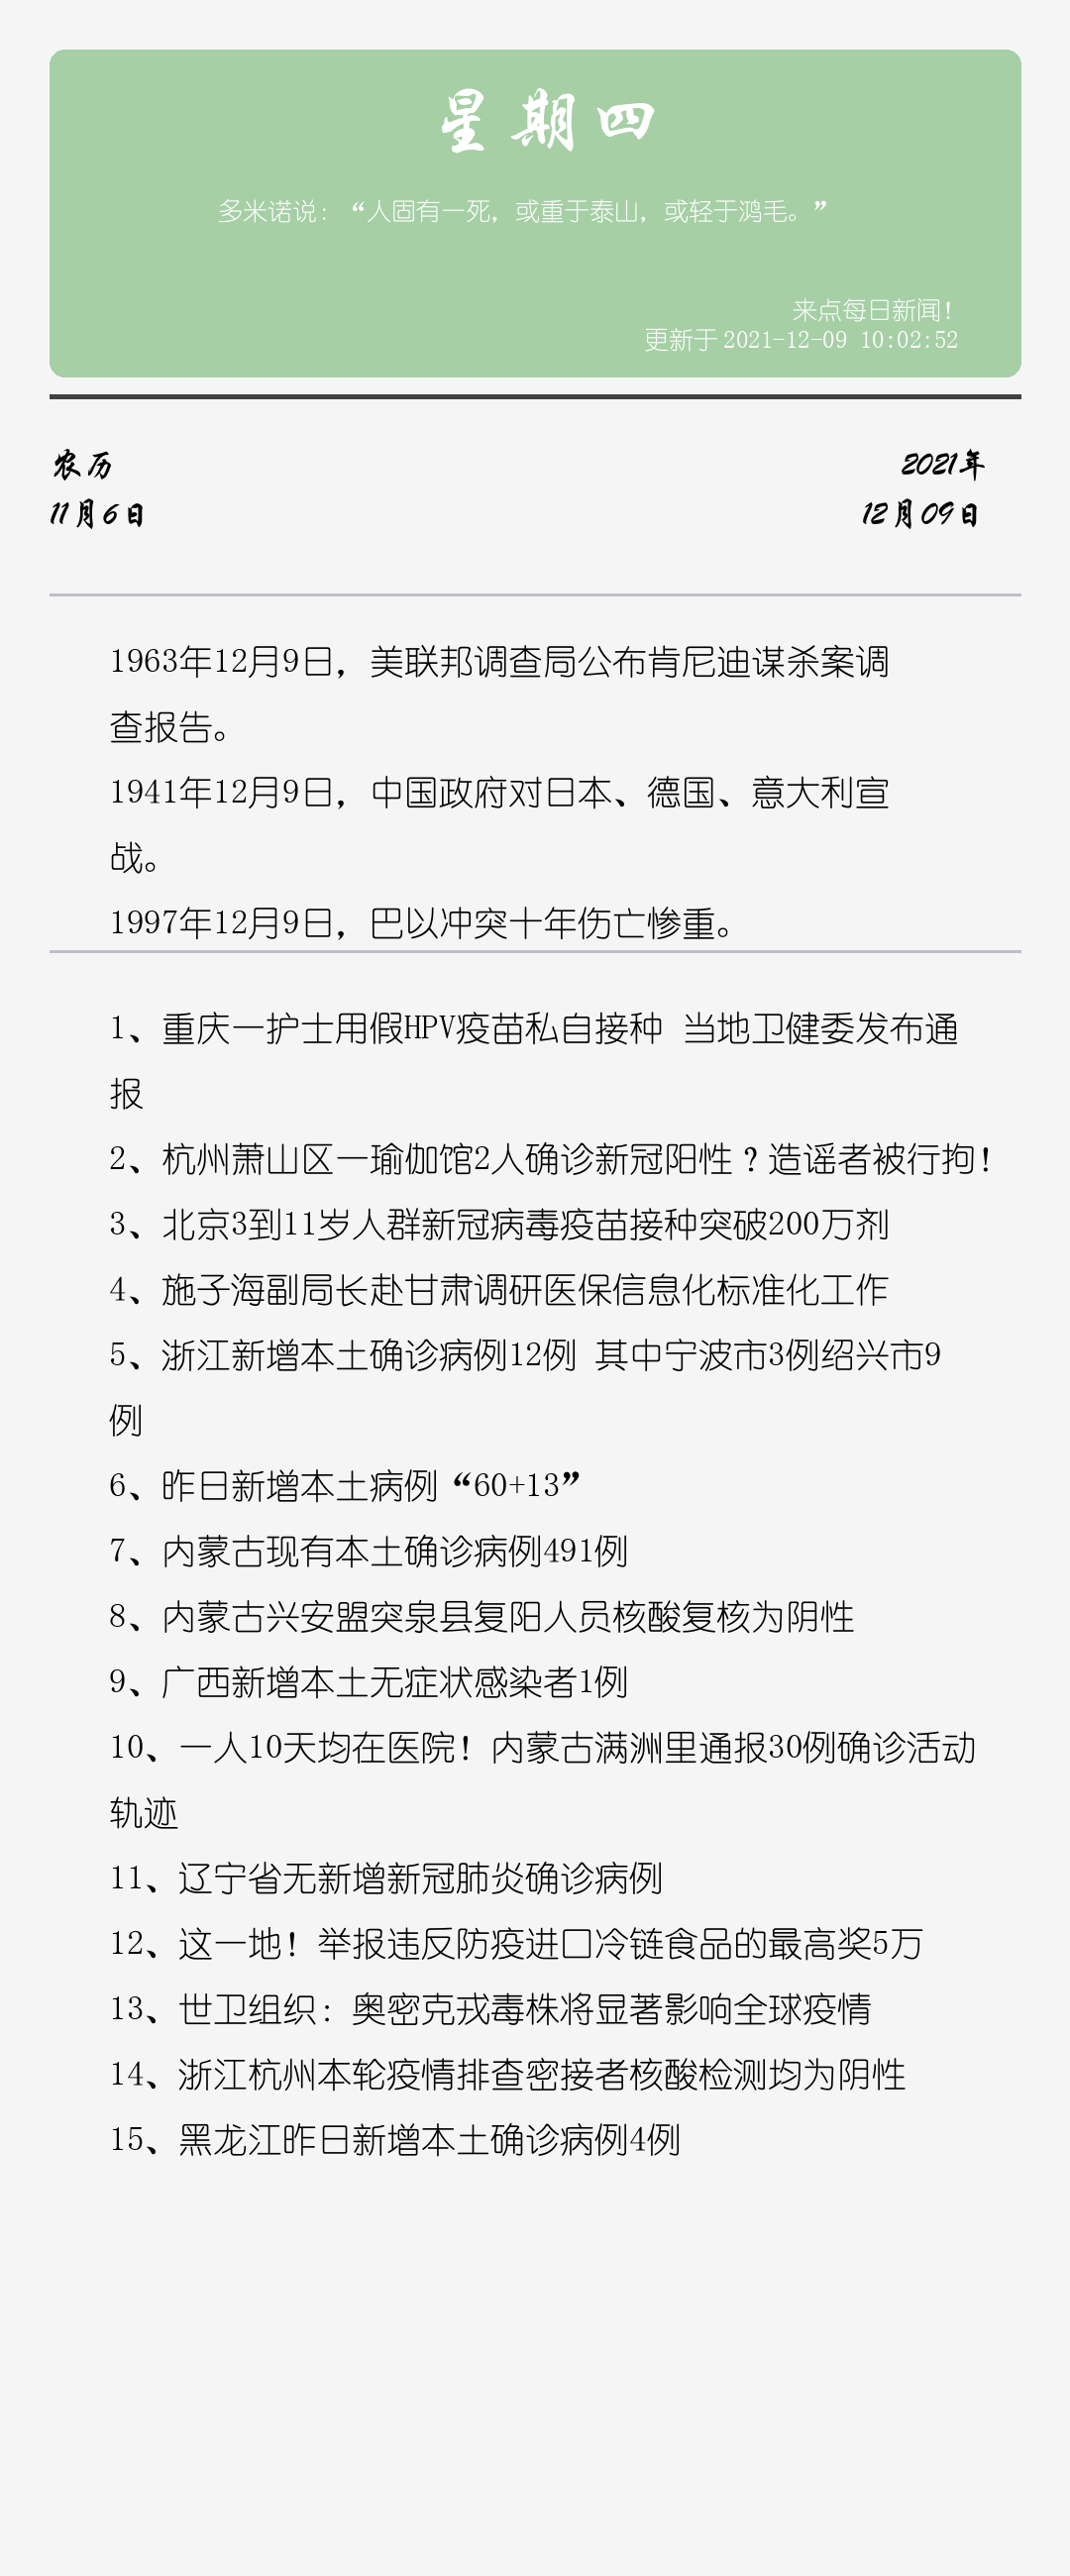 星期四
多米诺说：“人固有一死，或重于泰山，或轻于鸿毛。”
来点每日新闻！
更新于2021-12-09 10:02:52
农历
2021年
11月6日
12月09日
1963年12月9日，美联邦调查局公布肯尼迪谋杀案调
查报告。
1941年12月9日，中国政府对日本、德国、意大利宣
战。
1997年12月9日，巴以冲突十年伤亡惨重。
1、重庆一护士用假HPV疫苗私自接种 当地卫健委发布通
报
2、杭州萧山区一瑜伽馆2人确诊新冠阳性？造谣者被行拘！
3、北京3到11岁人群新冠病毒疫苗接种突破200万剂
4、施子海副局长赴甘肃调研医保信息化标准化工作
5、浙江新增本土确诊病例12例 其中宁波市3例绍兴市9
例
6、昨日新增本土病例“60+13”
7、内蒙古现有本土确诊病例491例
8、内蒙古兴安盟突泉县复阳人员核酸复核为阴性
9、广西新增本土无症状感染者1例
10、一人10天均在医院！内蒙古满洲里通报30例确诊活动
轨迹
11、辽宁省无新增新冠肺炎确诊病例
12、这一地！举报违反防疫进口冷链食品的最高奖5万
13、世卫组织：奥密克戎毒株将显著影响全球疫情
14、浙江杭州本轮疫情排查密接者核酸检测均为阴性
15、黑龙江昨日新增本土确诊病例4例